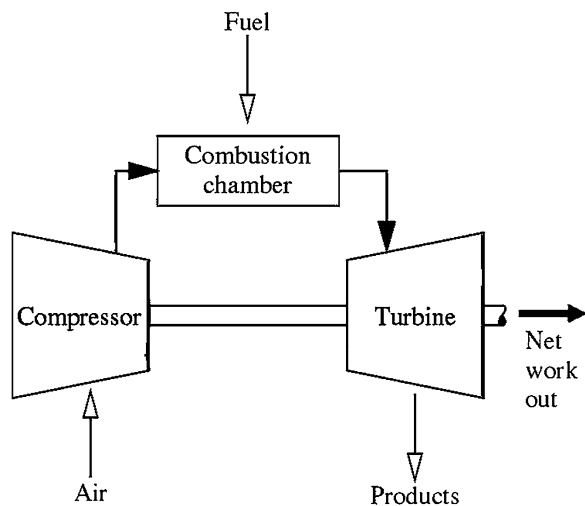 Fuel
Combustion
chamber
Compressor
Turbine
Net
work
out
Air
Products